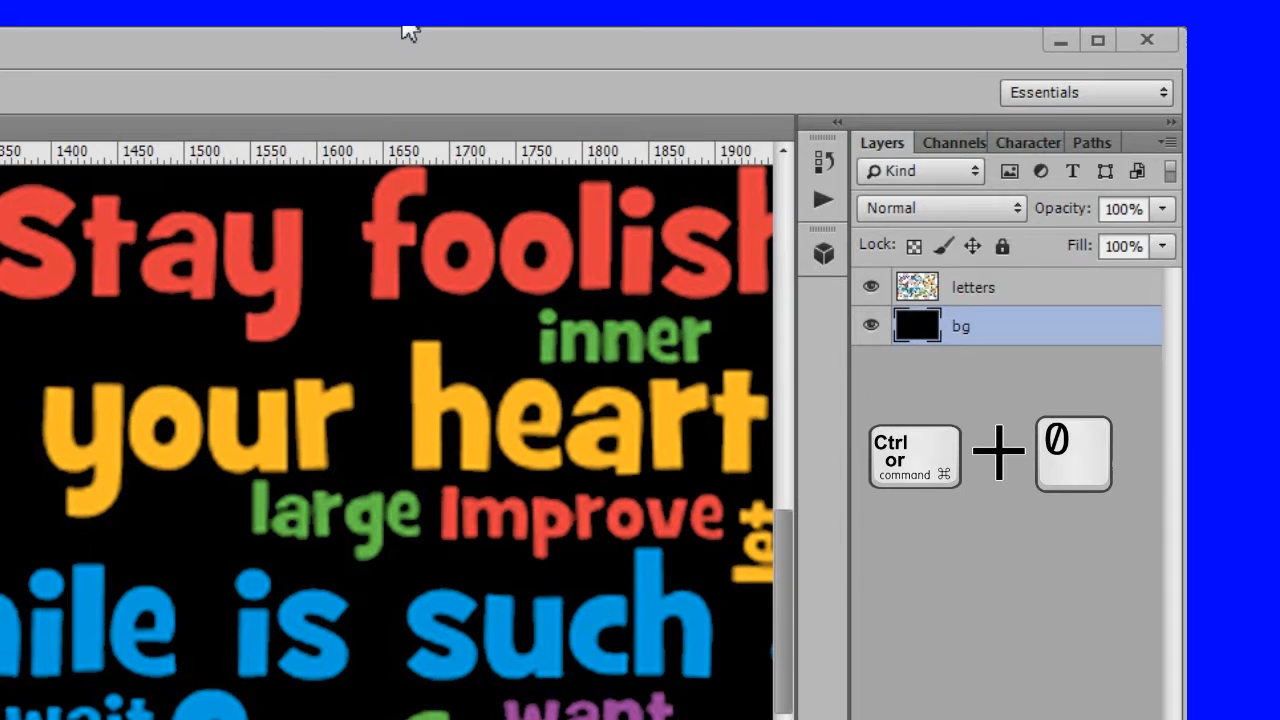 Essentials
Layers Channels Character Paths
1400 1450 1500 1550 1600 1650 1700 1750 1800 1850 1900
Kind
Normal Opacity: 100%
Lock: Fill: 100%
letters
bg
Stay foolish
inner
your heart
large Improve
is such
wait
want
Ctrl
or
command ⌘
+
0